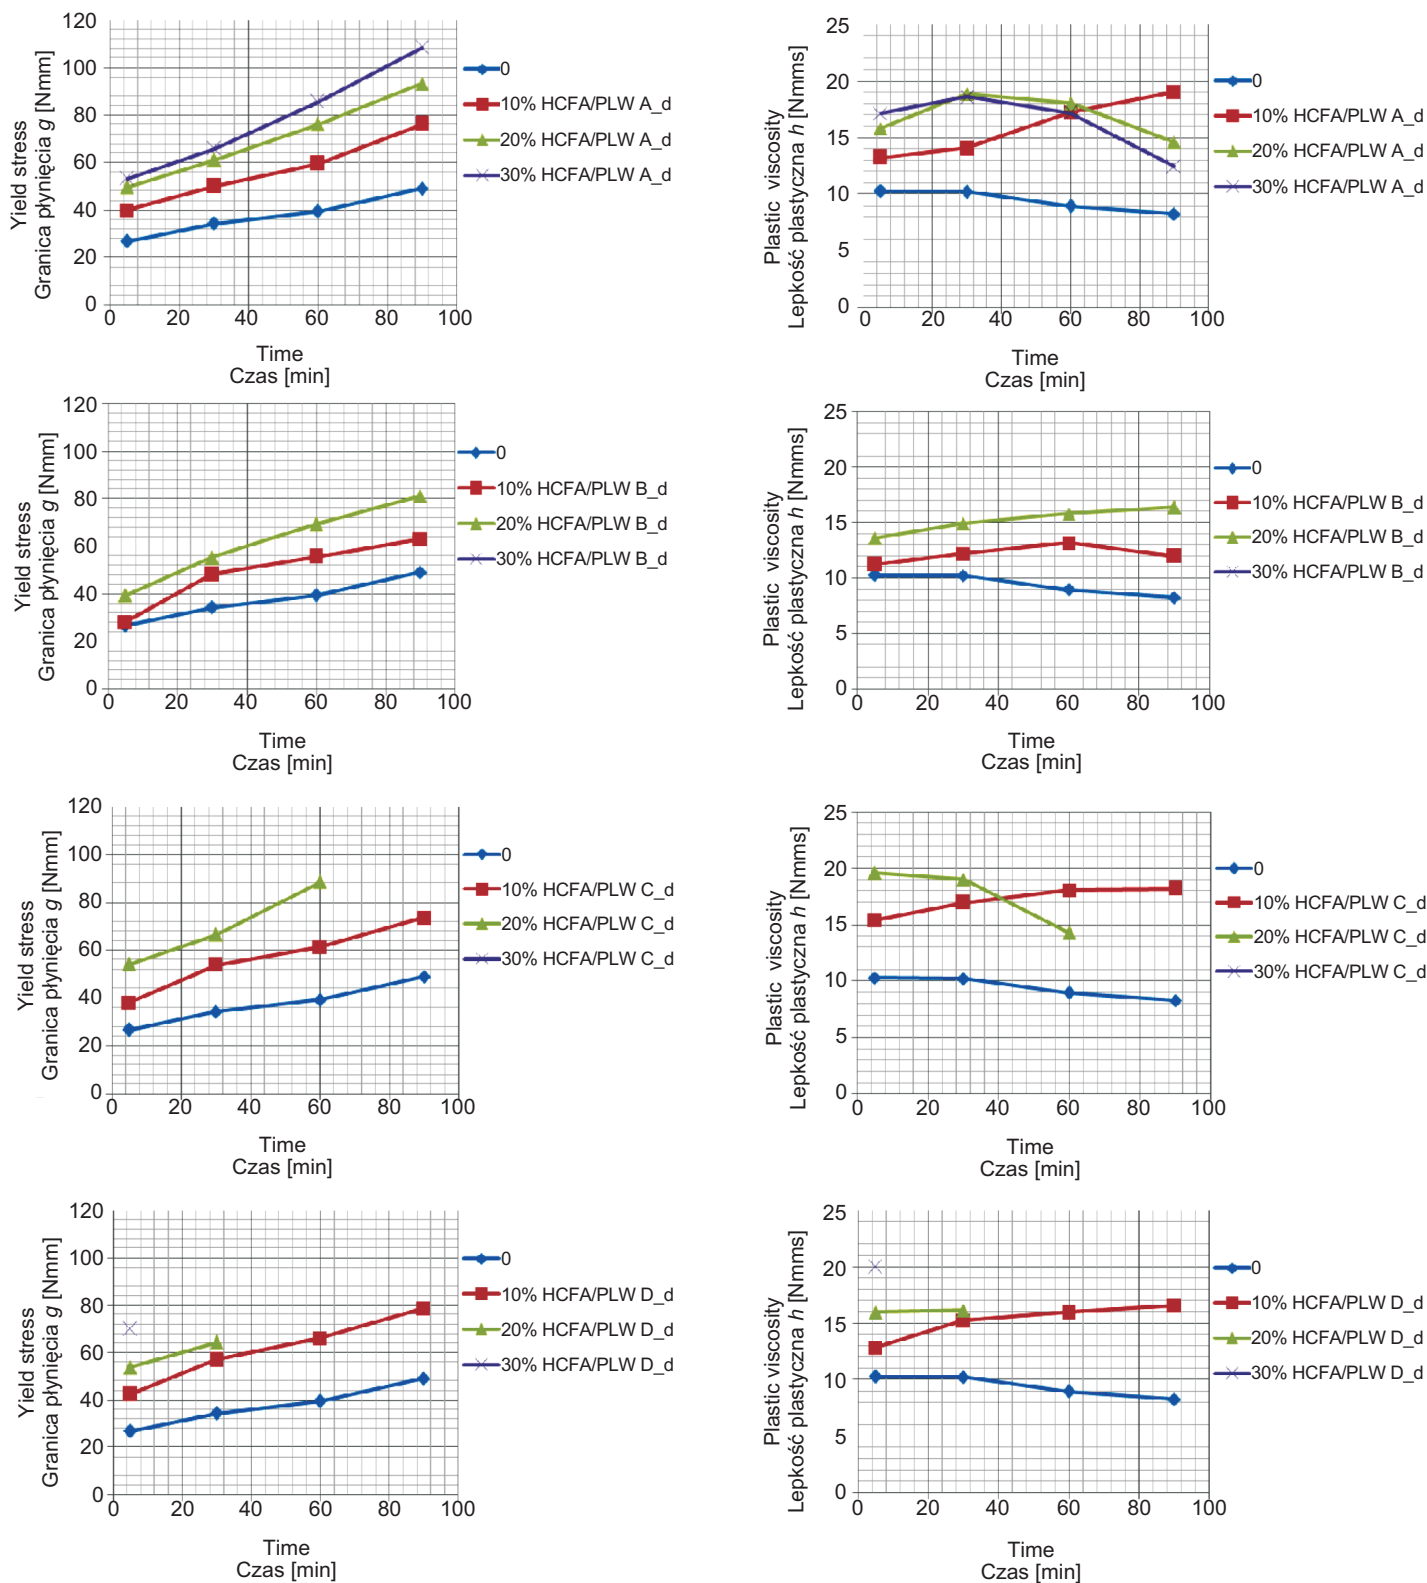 Yield stress
Granica płynięcia g [Nmm]
120
100
80
60
40
20
0
0 20 40 60 80 100
Time
Czas [min]
0
10% HCFA/PLW A_d
20% HCFA/PLW A_d
30% HCFA/PLW A_d
Plastic viscosity
Lepkość plastyczna h [Nmms]
25
20
15
10
5
0
0 20 40 60 80 100
Time
Czas [min]
0
10% HCFA/PLW A_d
20% HCFA/PLW A_d
30% HCFA/PLW A_d
Yield stress
Granica płynięcia g [Nmm]
120
100
80
60
40
20
0
0 20 40 60 80 100
Time
Czas [min]
0
10% HCFA/PLW B_d
20% HCFA/PLW B_d
30% HCFA/PLW B_d
Plastic viscosity
Lepkość plastyczna h [Nmms]
25
20
15
10
5
0
0 20 40 60 80 100
Time
Czas [min]
0
10% HCFA/PLW B_d
20% HCFA/PLW B_d
30% HCFA/PLW B_d
Yield stress
Granica płynięcia g [Nmm]
120
100
80
60
40
20
0
0 20 40 60 80 100
Time
Czas [min]
0
10% HCFA/PLW C_d
20% HCFA/PLW C_d
30% HCFA/PLW C_d
Plastic viscosity
Lepkość plastyczna h [Nmms]
25
20
15
10
5
0
0 20 40 60 80 100
Time
Czas [min]
0
10% HCFA/PLW C_d
20% HCFA/PLW C_d
30% HCFA/PLW C_d
Yield stress
Granica płynięcia g [Nmm]
120
100
80
60
40
20
0
0 20 40 60 80 100
Time
Czas [min]
0
10% HCFA/PLW D_d
20% HCFA/PLW D_d
30% HCFA/PLW D_d
Plastic viscosity
Lepkość plastyczna h [Nmms]
25
20
15
10
5
0
0 20 40 60 80 100
Time
Czas [min]
0
10% HCFA/PLW D_d
20% HCFA/PLW D_d
30% HCFA/PLW D_d